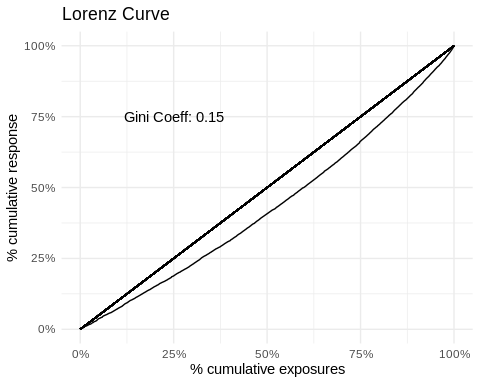 Lorenz Curve
100%
75%
50%
25%
0%
% cumulative response
Gini Coeff: 0.15
0% 25% 50% 75% 100%
% cumulative exposures